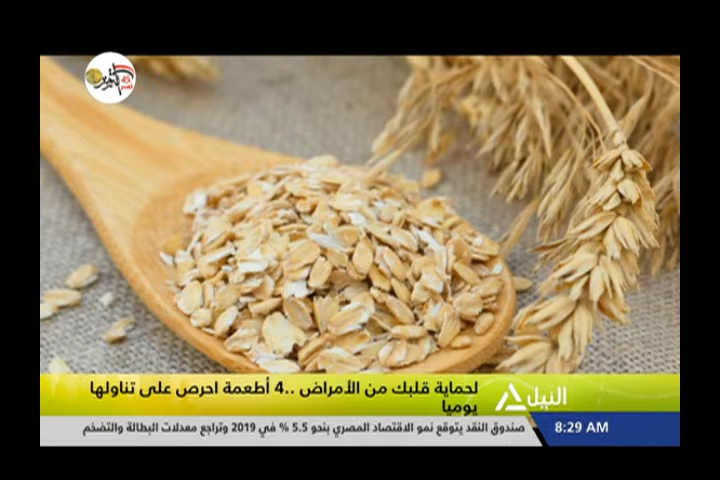 لحماية قلبك من الأمراض ..4 أطعمة احرص على تناولها
يوميا
النيل
صندوق النقد يتوقع نمو الاقتصاد المصري بنحو 5.5 % في 2019 وتراجع معدلات البطالة والتضخم
8:29 AM